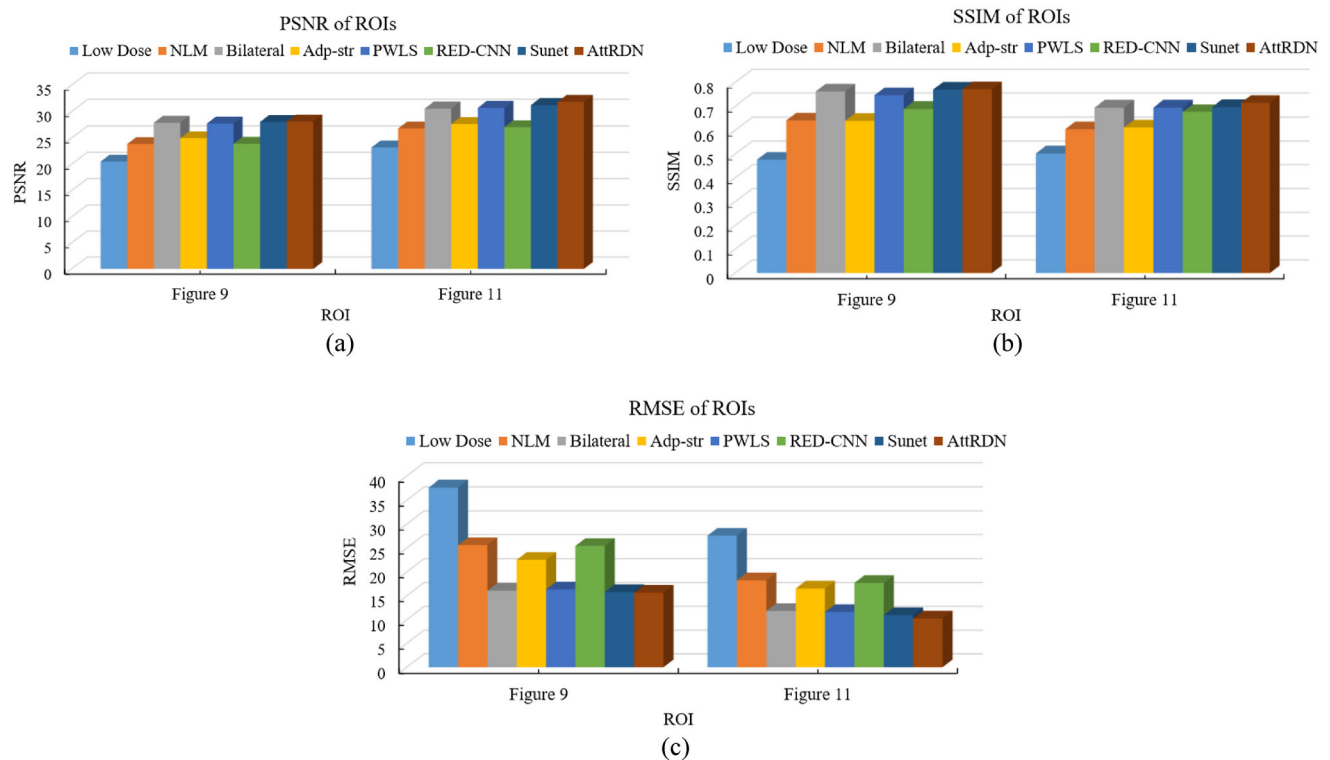 PSNR of ROIs
Low Dose NLM Bilateral Adp-str PWLS RED-CNN Sunet AttRDN
35
30
25
20
15
10
5
0
PSNR
Figure 9 Figure 11
ROI
(a)
SSIM of ROIs
Low Dose NLM Bilateral Adp-str PWLS RED-CNN Sunet AttRDN
0.8
0.7
0.6
0.5
0.4
0.3
0.2
0.1
0
SSIM
Figure 9 Figure 11
ROI
(b)
RMSE of ROIs
Low Dose NLM Bilateral Adp-str PWLS RED-CNN Sunet AttRDN
40
35
30
25
20
15
10
5
0
RMSE
Figure 9 Figure 11
ROI
(c)